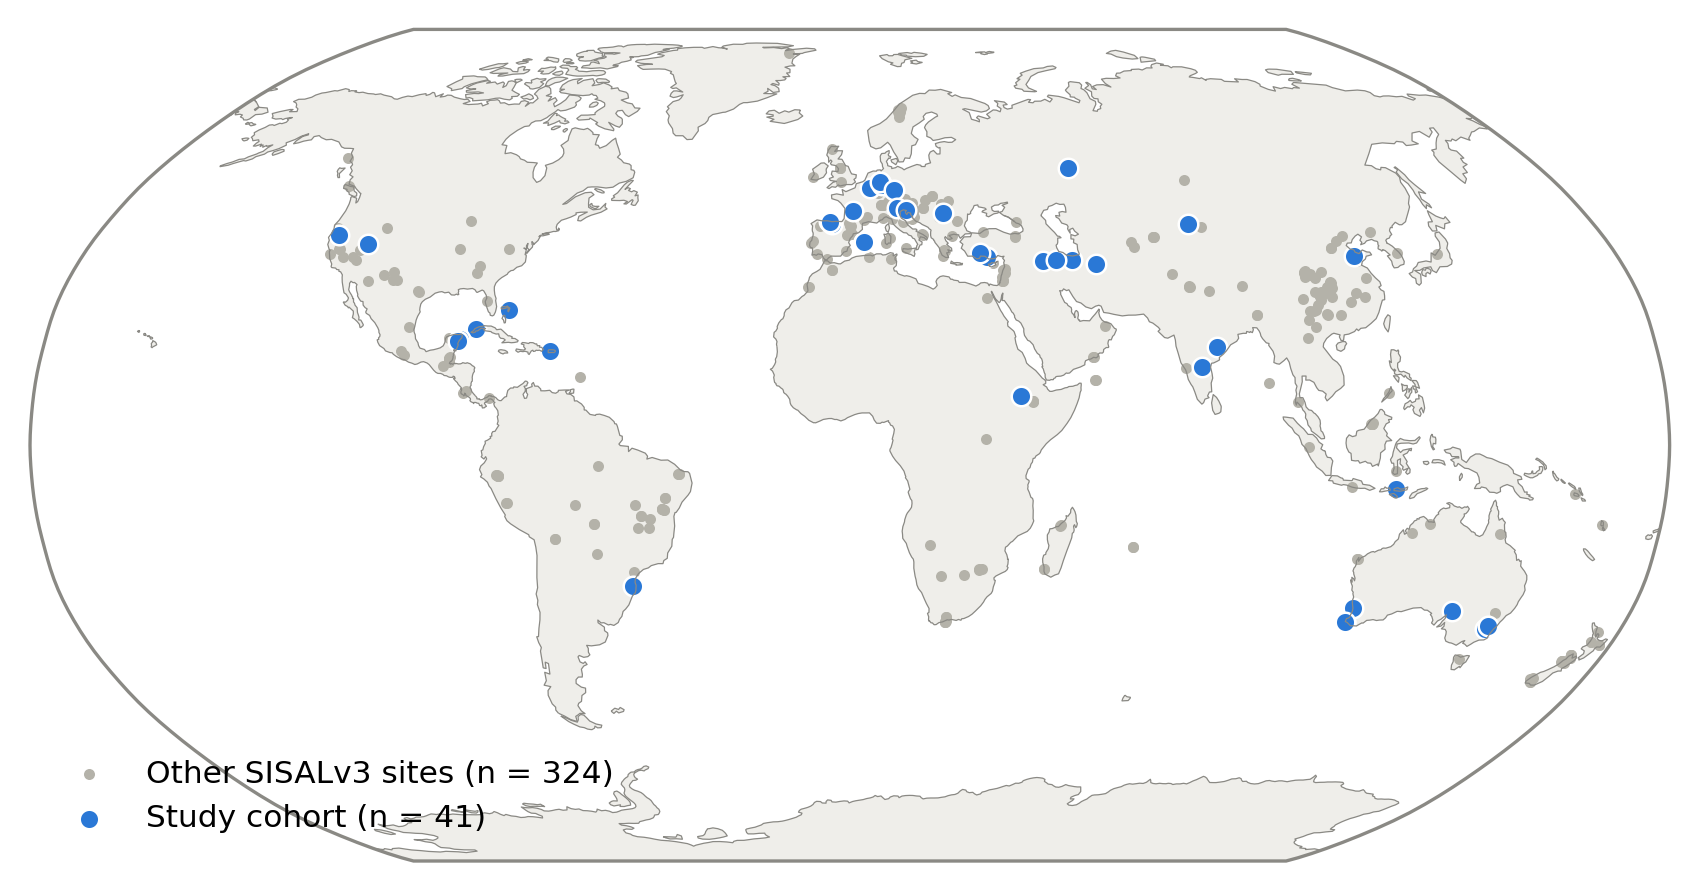 Other SISALv3 sites (n = 324)
Study cohort (n = 41)